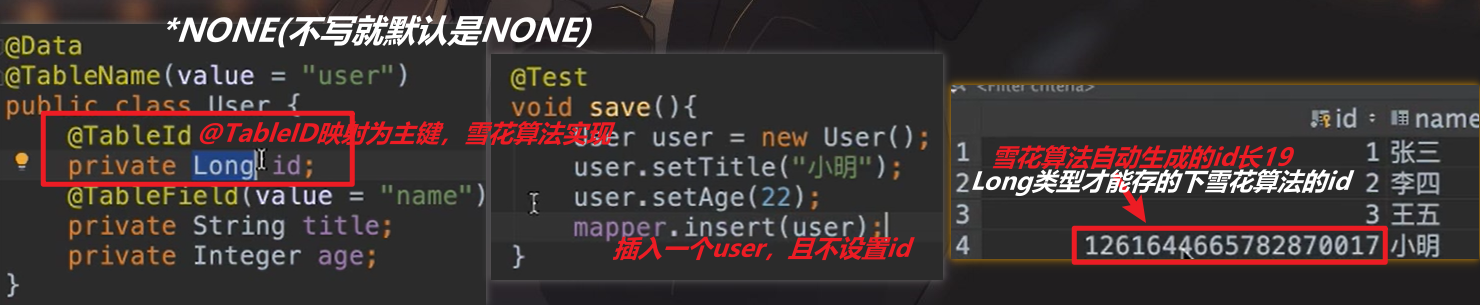 *NONE(不写就默认是NONE)
@Data
@TableName(value = "user")
public class User {
@TableId
@TableID映射为主键，雪花算法实现
private Long id;
@TableField(value = "name")
private String title;
private Integer age;
}
@Test
void save(){
User user = new User();
user.setTitle("小明");
user.setAge(22);
mapper.insert(user);
插入一个user，且不设置id
}
<Filter criteria>
id name
1 1 张三
雪花算法自动生成的id长19
2 2 李四
Long类型才能存的下雪花算法的id
3 3 王五
4 1261644665782870017 小明